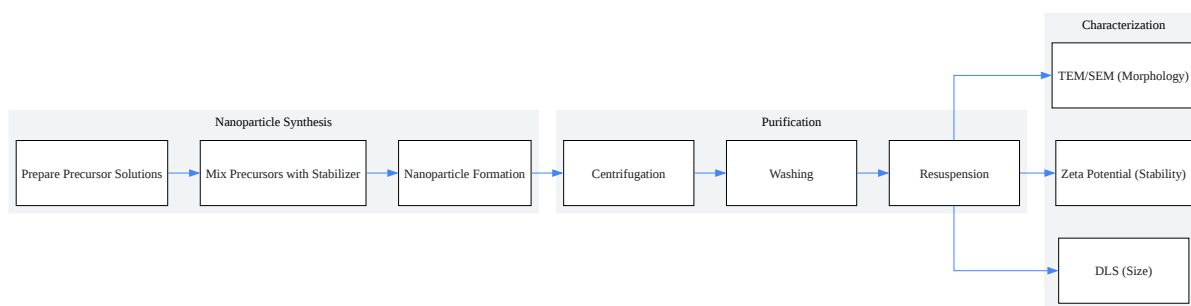 Characterization
TEM/SEM (Morphology)
Nanoparticle Synthesis
Purification
Prepare Precursor Solutions
Mix Precursors with Stabilizer
Nanoparticle Formation
Centrifugation
Washing
Resuspension
Zeta Potential (Stability)
DLS (Size)